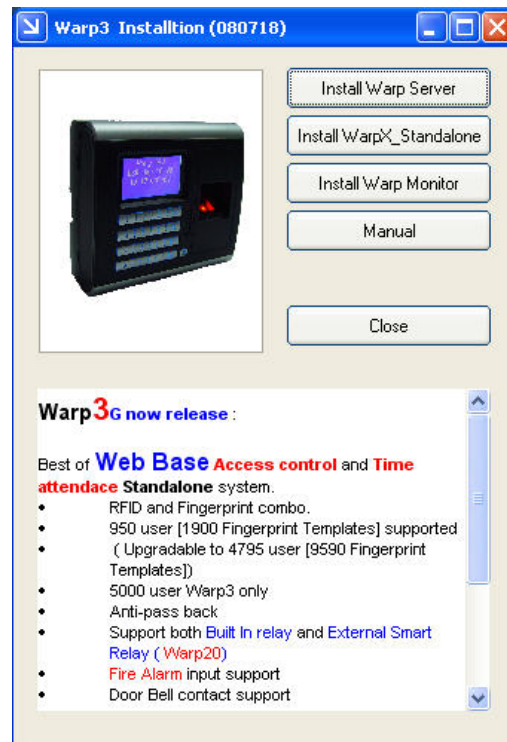 Warp3 Installtion (080718)
Install Warp Server
Install WarpX_Standalone
Install Warp Monitor
Manual
Close
Warp3G now release :
Best of Web Base Access control and Time
attendace Standalone system.
• RFID and Fingerprint combo.
• 950 user [1900 Fingerprint Templates] supported
• ( Upgradable to 4795 user [9590 Fingerprint
Templates])
• 5000 user Warp3 only
• Anti-pass back
• Support both Built In relay and External Smart
Relay ( Warp20)
• Fire Alarm input support
• Door Bell contact support